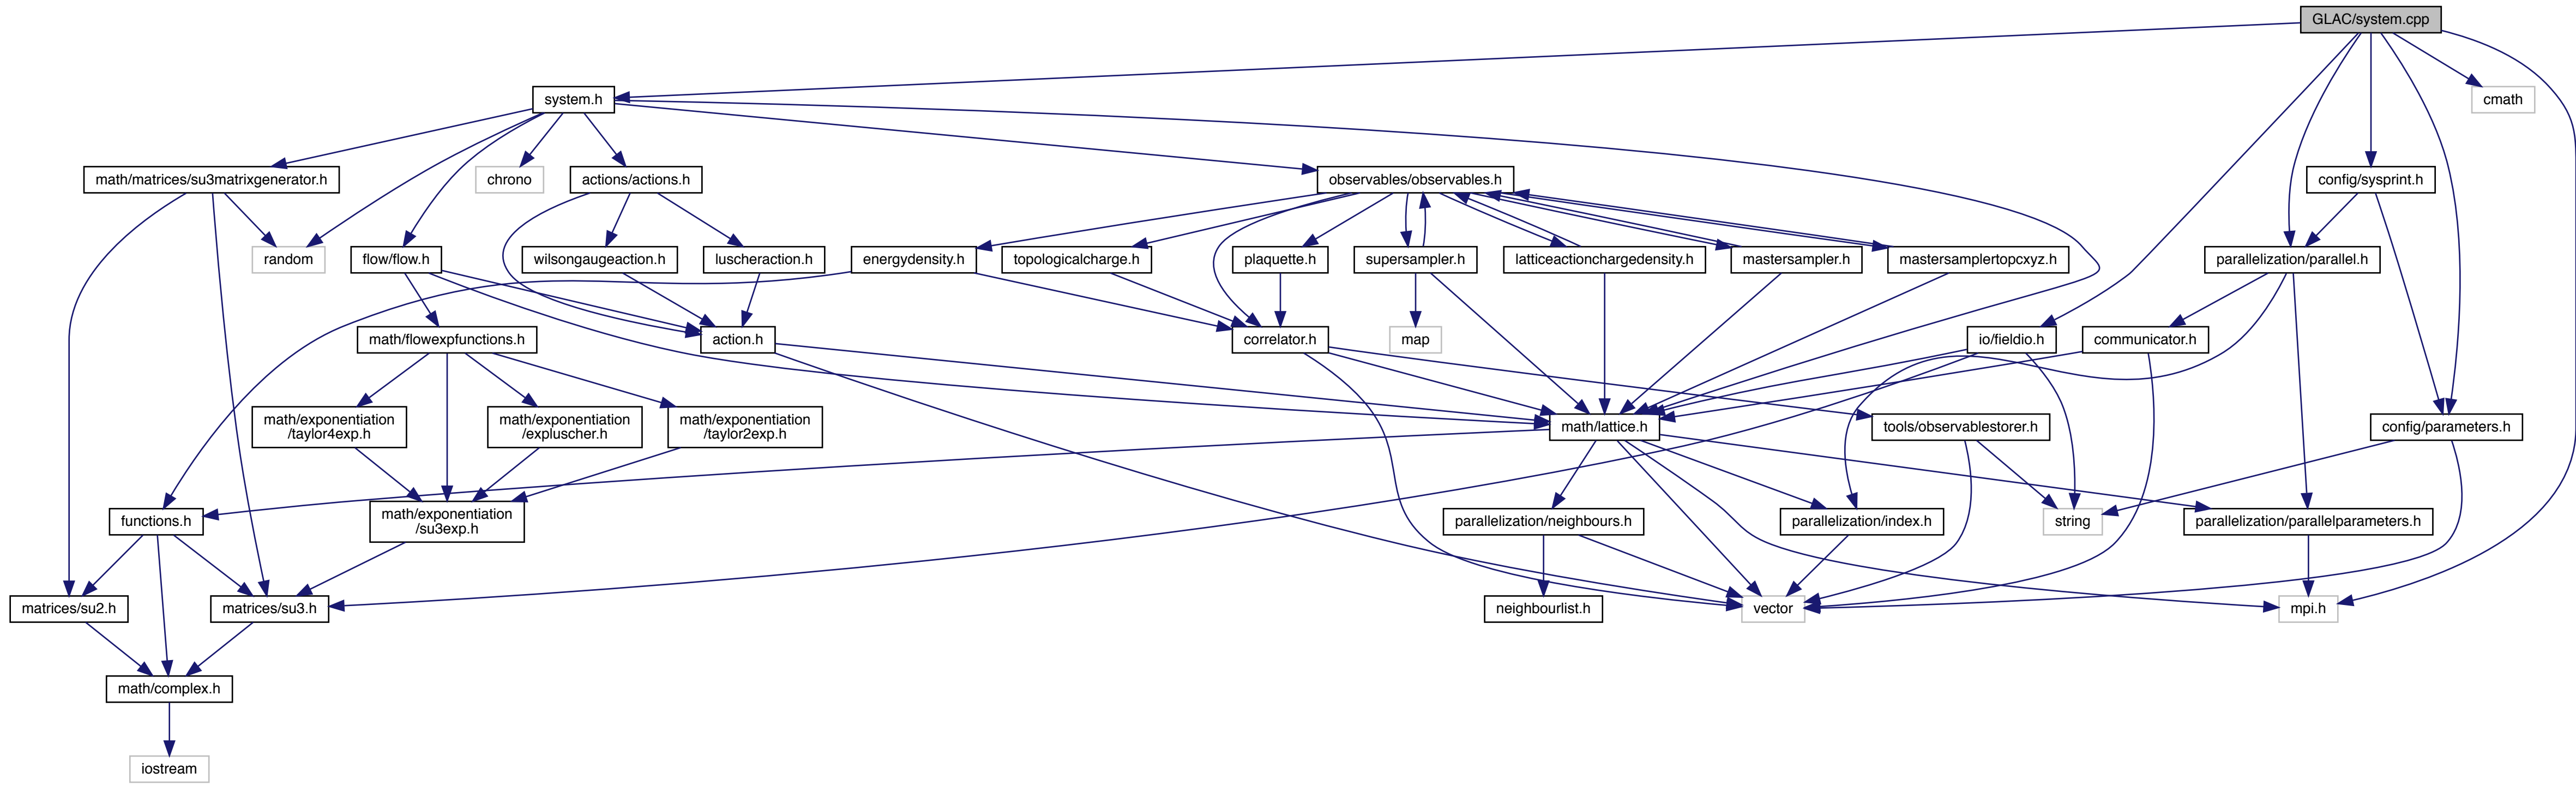 GLAC/system.cpp
system.h
cmath
math/matrices/su3matrixgenerator.h
chrono
actions/actions.h
observables/observables.h
config/sysprint.h
random
flow/flow.h
wilsongaugeaction.h
luscheraction.h
energydensity.h
topologicalcharge.h
plaquette.h
supersampler.h
latticeactionchargedensity.h
mastersampler.h
mastersamplertopcxyz.h
parallelization/parallel.h
math/flowexpfunctions.h
action.h
correlator.h
map
io/fieldio.h
communicator.h
math/exponentiation
/taylor4exp.h
math/exponentiation
/expluscher.h
math/exponentiation
/taylor2exp.h
math/lattice.h
tools/observablestorer.h
config/parameters.h
functions.h
math/exponentiation
/su3exp.h
parallelization/neighbours.h
parallelization/index.h
string
parallelization/parallelparameters.h
matrices/su2.h
matrices/su3.h
neighbourlist.h
vector
mpi.h
math/complex.h
iostream